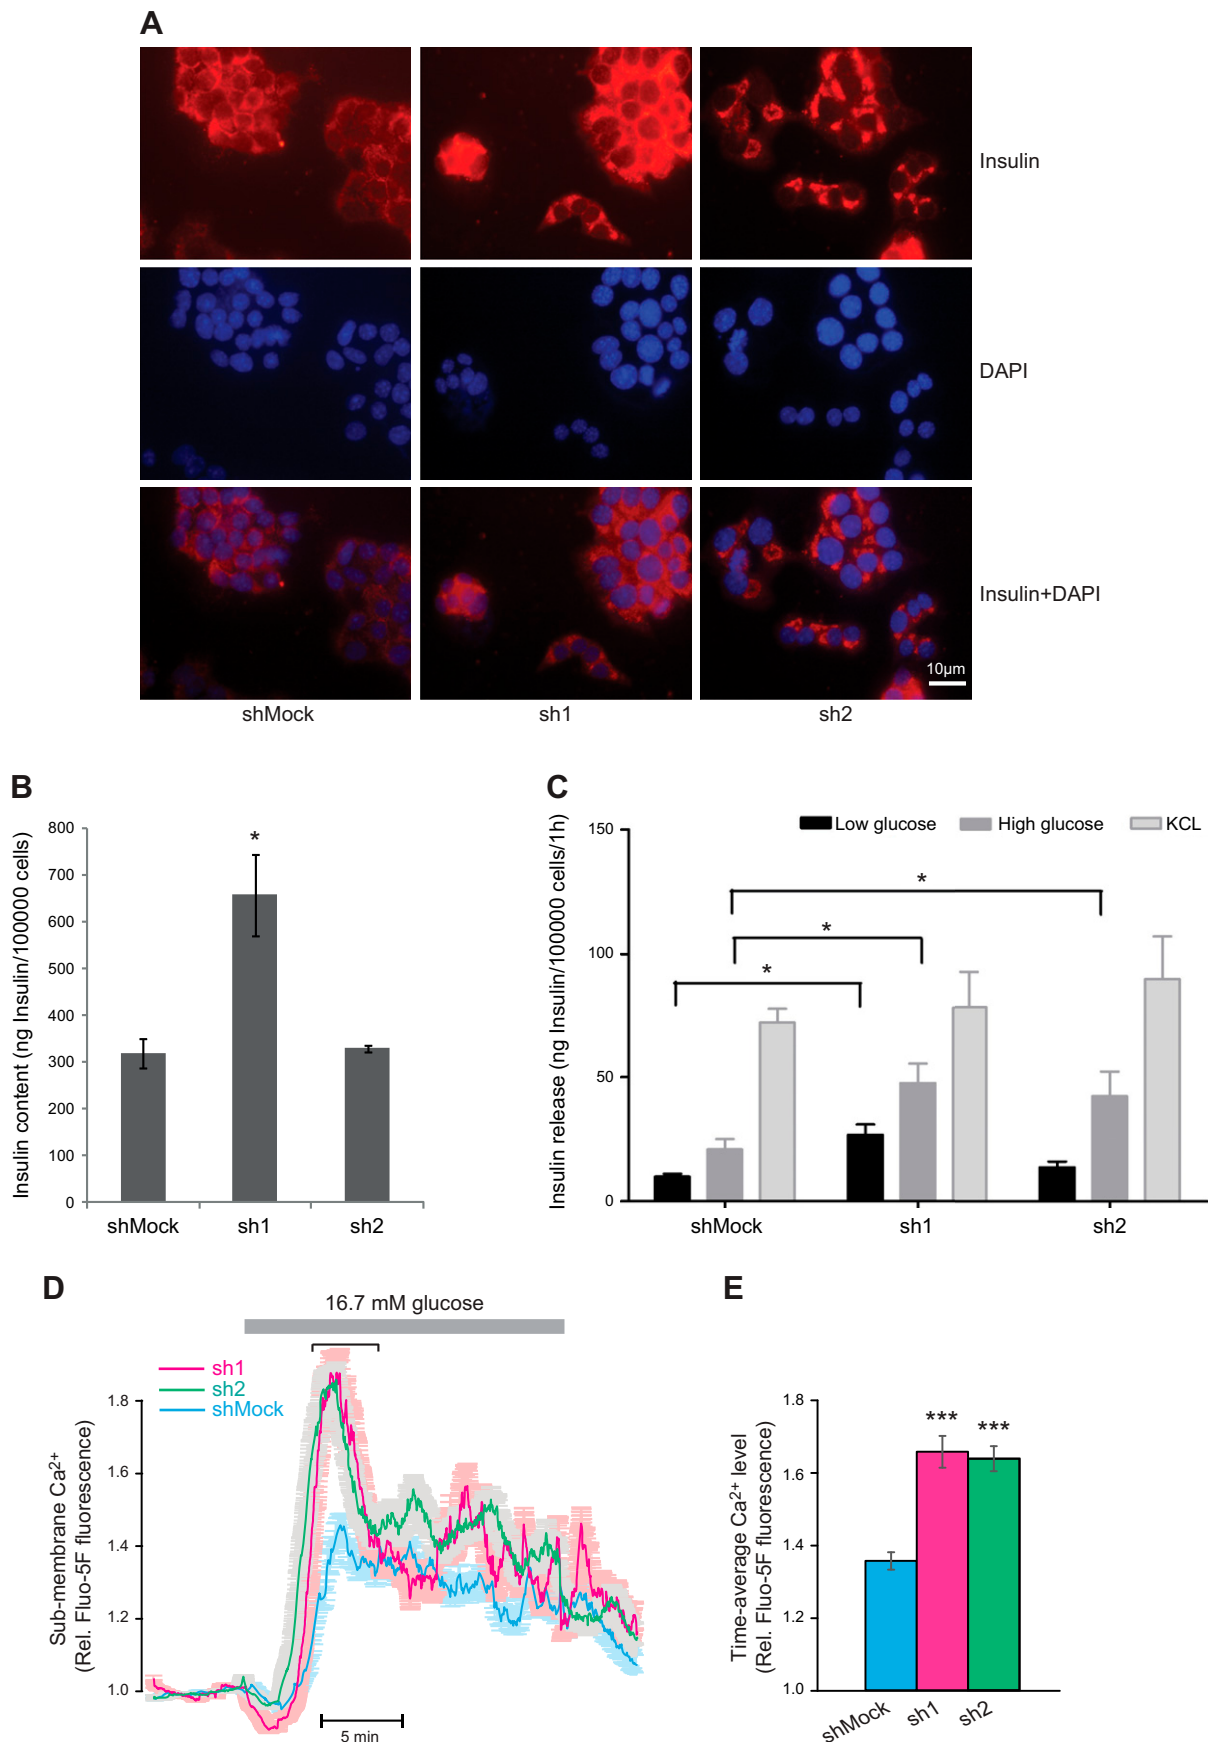 A
Insulin
DAPI
Insulin+DAPI
10µm
shMock sh1 sh2
B
Insulin content (ng Insulin/100000 cells)
800
700
600
500
400
300
200
100
0
*
shMock sh1 sh2
C
Insulin release (ng Insulin/100000 cells/1h)
150
100
50
0
Low glucose High glucose KCL
*
*
*
shMock sh1 sh2
D
16.7 mM glucose
sh1
sh2
shMock
Sub-membrane Ca²⁺
(Rel. Fluo-5F fluorescence)
1.8
1.6
1.4
1.2
1.0
5 min
E
Time-average Ca²⁺ level
(Rel. Fluo-5F fluorescence)
1.8
1.6
1.4
1.2
1.0
*** ***
shMock sh1 sh2